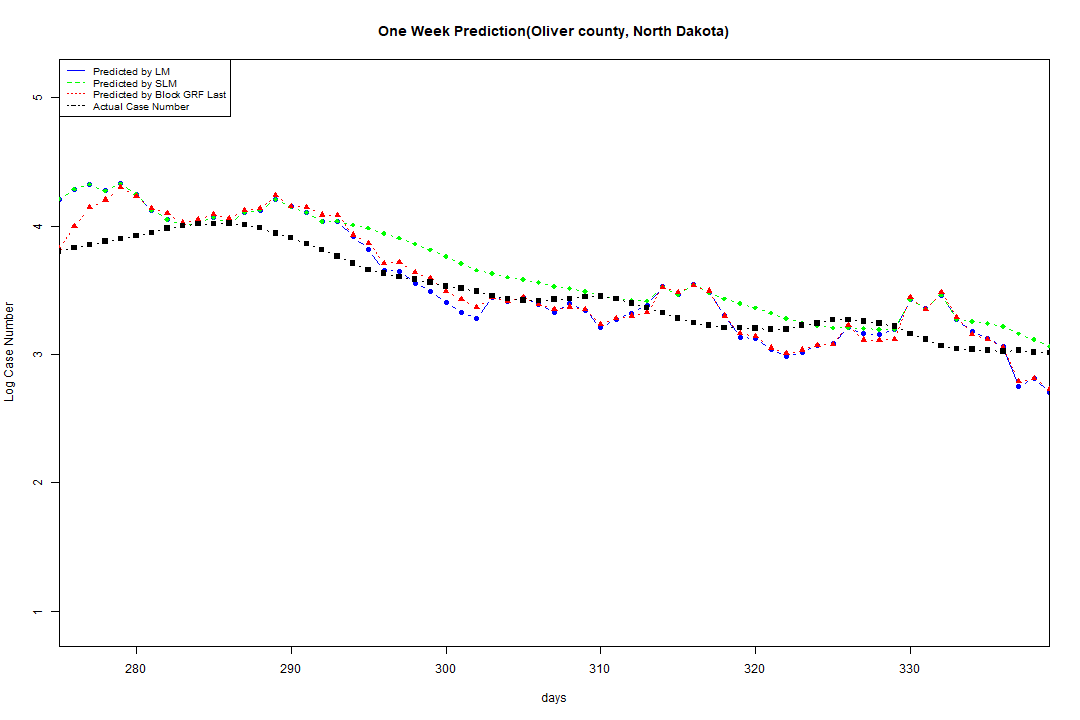 One Week Prediction(Oliver county, North Dakota)
Predicted by LM
Predicted by SLM
Predicted by Block GRF Last
Actual Case Number
5
4
3
2
1
Log Case Number
280 290 300 310 320 330
days